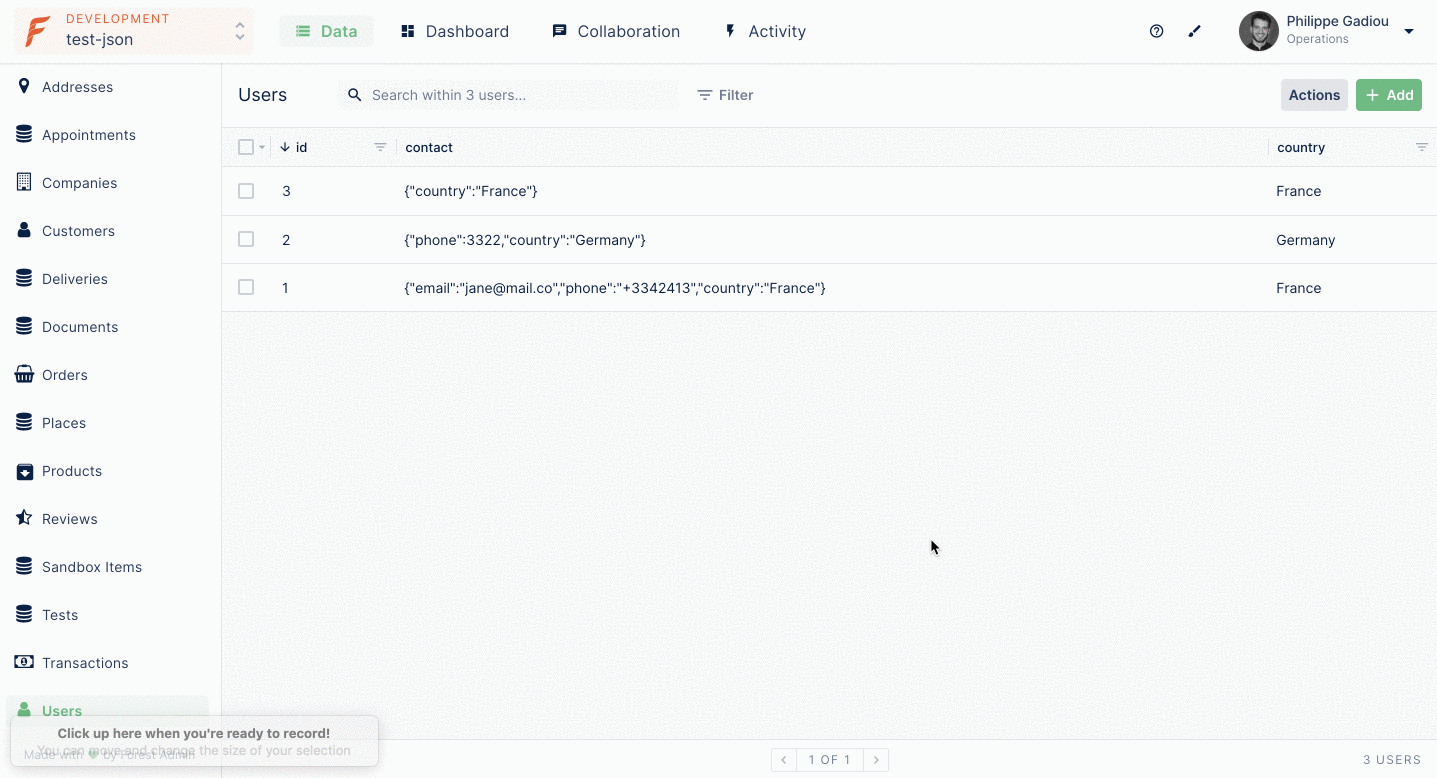 DEVELOPMENT
test-json
Data
Dashboard
Collaboration
Activity
Philippe Gadiou
Operations
Addresses
Appointments
Companies
Customers
Deliveries
Documents
Orders
Places
Products
Reviews
Sandbox Items
Tests
Transactions
Users
Click up here when you're ready to record!
You can move and change the size of your selection
Made with 💚 by Forest Admin
Users
Search within 3 users...
Filter
Actions
+ Add
id contact country
3 {"country":"France"} France
2 {"phone":3322,"country":"Germany"} Germany
1 {"email":"jane@mail.co","phone":"+3342413","country":"France"} France
1 OF 1
3 USERS